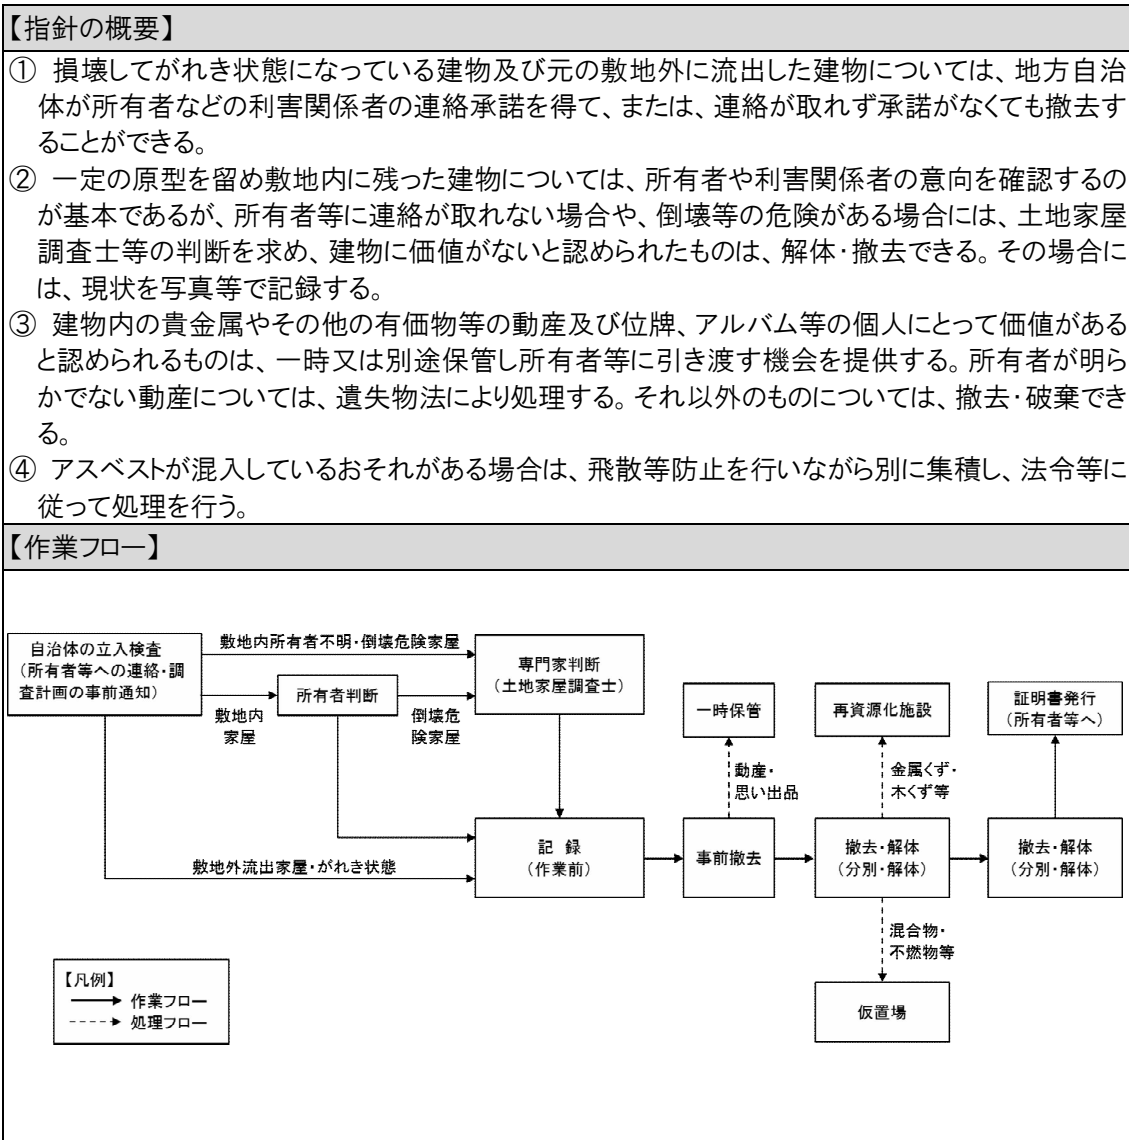 【指針の概要】
① 損壊してがれき状態になっている建物及び元の敷地外に流出した建物については、地方自治
体が所有者などの利害関係者の連絡承諾を得て、または、連絡が取れず承諾がなくても撤去す
ることができる。
② 一定の原型を留め敷地内に残った建物については、所有者や利害関係者の意向を確認するの
が基本であるが、所有者等に連絡が取れない場合や、倒壊等の危険がある場合には、土地家屋
調査士等の判断を求め、建物に価値がないと認められたものは、解体・撤去できる。その場合に
は、現状を写真等で記録する。
③ 建物内の貴金属やその他の有価物等の動産及び位牌、アルバム等の個人にとって価値がある
と認められるものは、一時又は別途保管し所有者等に引き渡す機会を提供する。所有者が明ら
かでない動産については、遺失物法により処理する。それ以外のものについては、撤去・破棄でき
る。
④ アスベストが混入しているおそれがある場合は、飛散等防止を行いながら別に集積し、法令等に
従って処理を行う。
【作業フロー】
自治体の立入検査
(所有者等への連絡・調
査計画の事前通知)
敷地内所有者不明・倒壊危険家屋
専門家判断
(土地家屋調査士)
敷地内
家屋
所有者判断
倒壊危
険家屋
一時保管
再資源化施設
証明書発行
(所有者等へ)
動産・
思い出品
金属くず・
木くず等
敷地外流出家屋・がれき状態
記 録
(作業前)
事前撤去
撤去・解体
(分別・解体)
撤去・解体
(分別・解体)
混合物・
不燃物等
仮置場
【凡例】
作業フロー
処理フロー